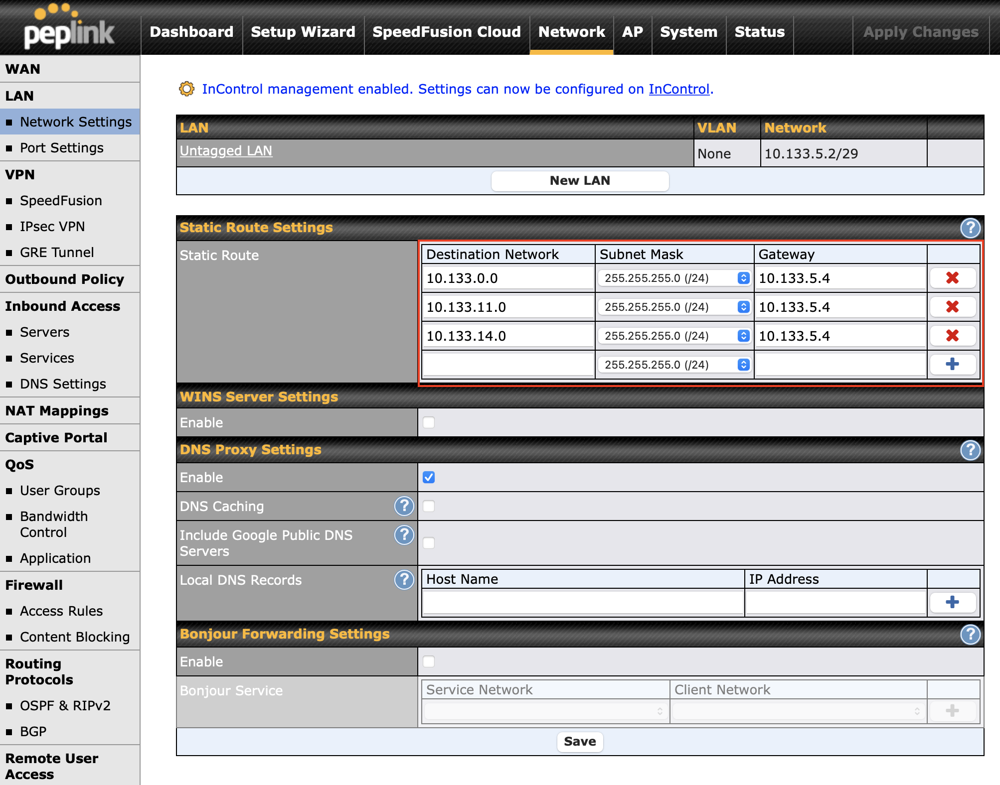 peplink
Dashboard
Setup Wizard
SpeedFusion Cloud
Network
AP
System
Status
Apply Changes
WAN
LAN
Network Settings
Port Settings
VPN
SpeedFusion
IPsec VPN
GRE Tunnel
Outbound Policy
Inbound Access
Servers
Services
DNS Settings
NAT Mappings
Captive Portal
QoS
User Groups
Bandwidth
Control
Application
Firewall
Access Rules
Content Blocking
Routing
Protocols
OSPF & RIPv2
BGP
Remote User
Access
InControl management enabled. Settings can now be configured on InControl.
LAN VLAN Network
Untagged LAN None 10.133.5.2/29
New LAN
Static Route Settings ?
Static Route
Destination Network Subnet Mask Gateway
10.133.0.0 255.255.255.0 (/24) 10.133.5.4
10.133.11.0 255.255.255.0 (/24) 10.133.5.4
10.133.14.0 255.255.255.0 (/24) 10.133.5.4
255.255.255.0 (/24)
WINS Server Settings
Enable
DNS Proxy Settings ?
Enable
DNS Caching ?
Include Google Public DNS ?
Servers
Local DNS Records ?
Host Name IP Address
Bonjour Forwarding Settings ?
Enable
Bonjour Service
Service Network Client Network
Save